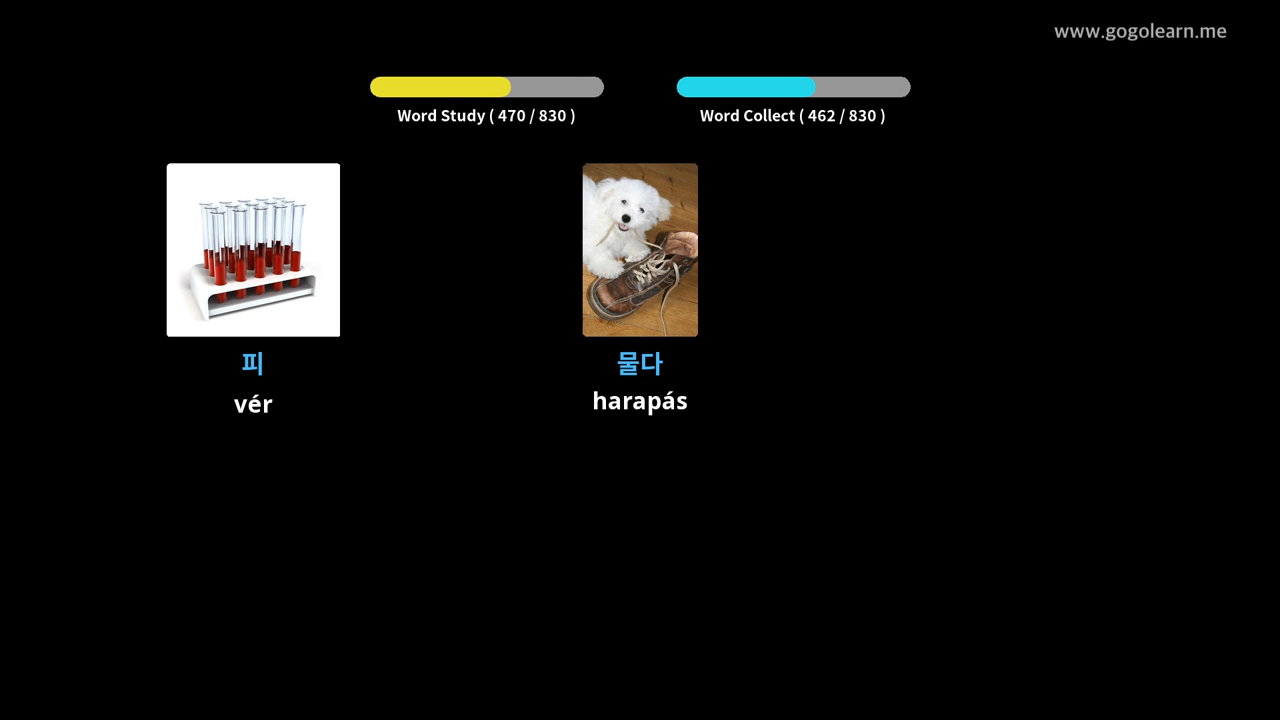 www.gogolearn.me
Word Study ( 470 / 830 )
Word Collect ( 462 / 830 )
피
vér
물다
harapás